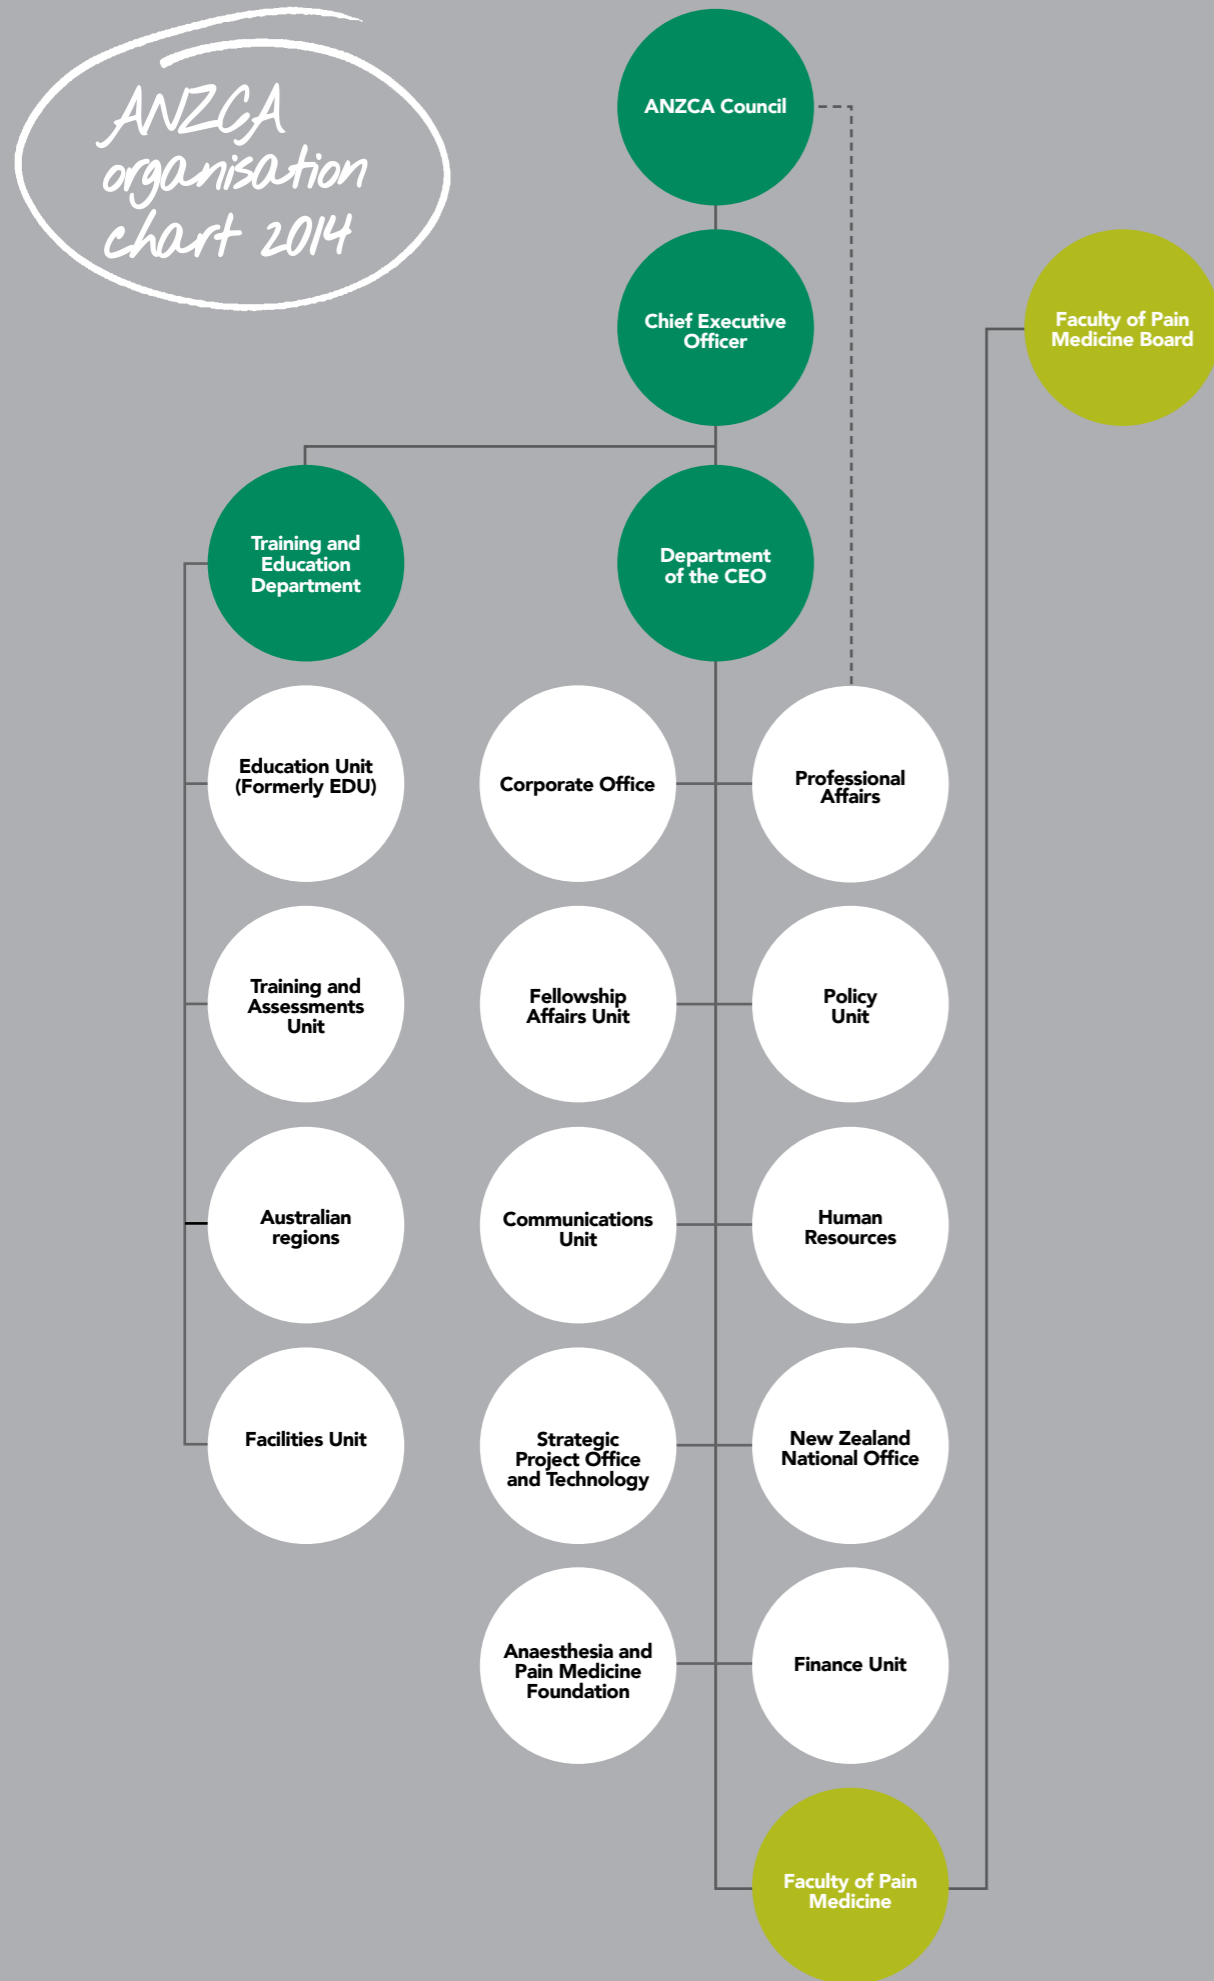 ANZCA
organisation
chart 2014
ANZCA Council
Chief Executive
Officer
Faculty of Pain
Medicine Board
Training and
Education
Department
Department
of the CEO
Education Unit
(Formerly EDU)
Corporate Office
Professional
Affairs
Training and
Assessments
Unit
Fellowship
Affairs Unit
Policy
Unit
Australian
regions
Communications
Unit
Human
Resources
Facilities Unit
Strategic
Project Office
and Technology
New Zealand
National Office
Anaesthesia and
Pain Medicine
Foundation
Finance Unit
Faculty of Pain
Medicine